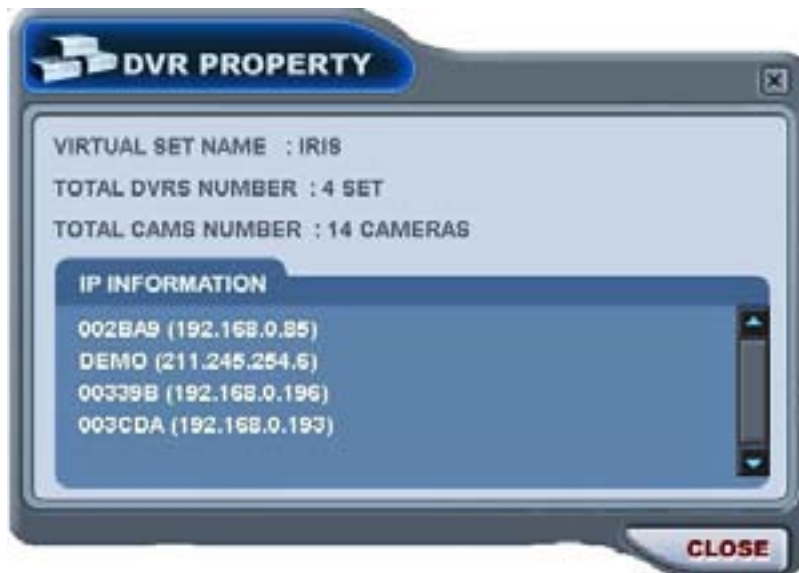 DVR PROPERTY
VIRTUAL SET NAME : IRIS
TOTAL DVRS NUMBER : 4 SET
TOTAL CAMS NUMBER : 14 CAMERAS
IP INFORMATION
002BA9 (192.168.0.85)
DEMO (211.245.254.6)
00339B (192.168.0.196)
003CDA (192.168.0.193)
CLOSE